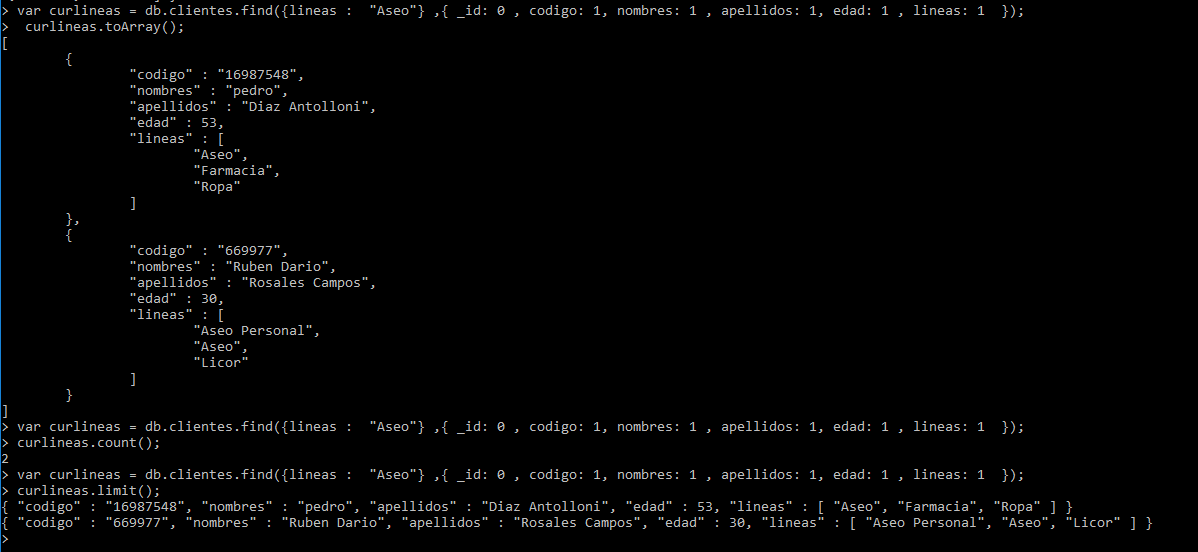 > var curlineas = db.clientes.find({lineas :  "Aseo"} ,{ _id: 0 , codigo: 1, nombres: 1 , apellidos: 1, edad: 1 , lineas: 1  });
>  curlineas.toArray();
[
        {
                "codigo" : "16987548",
                "nombres" : "pedro",
                "apellidos" : "Diaz Antolloni",
                "edad" : 53,
                "lineas" : [
                        "Aseo",
                        "Farmacia",
                        "Ropa"
                ]
        },
        {
                "codigo" : "669977",
                "nombres" : "Ruben Dario",
                "apellidos" : "Rosales Campos",
                "edad" : 30,
                "lineas" : [
                        "Aseo Personal",
                        "Aseo",
                        "Licor"
                ]
        }
]
> var curlineas = db.clientes.find({lineas :  "Aseo"} ,{ _id: 0 , codigo: 1, nombres: 1 , apellidos: 1, edad: 1 , lineas: 1  });
> curlineas.count();
2
> var curlineas = db.clientes.find({lineas :  "Aseo"} ,{ _id: 0 , codigo: 1, nombres: 1 , apellidos: 1, edad: 1 , lineas: 1  });
> curlineas.limit();
{ "codigo" : "16987548", "nombres" : "pedro", "apellidos" : "Diaz Antolloni", "edad" : 53, "lineas" : [ "Aseo", "Farmacia", "Ropa" ] }
{ "codigo" : "669977", "nombres" : "Ruben Dario", "apellidos" : "Rosales Campos", "edad" : 30, "lineas" : [ "Aseo Personal", "Aseo", "Licor" ] }
>